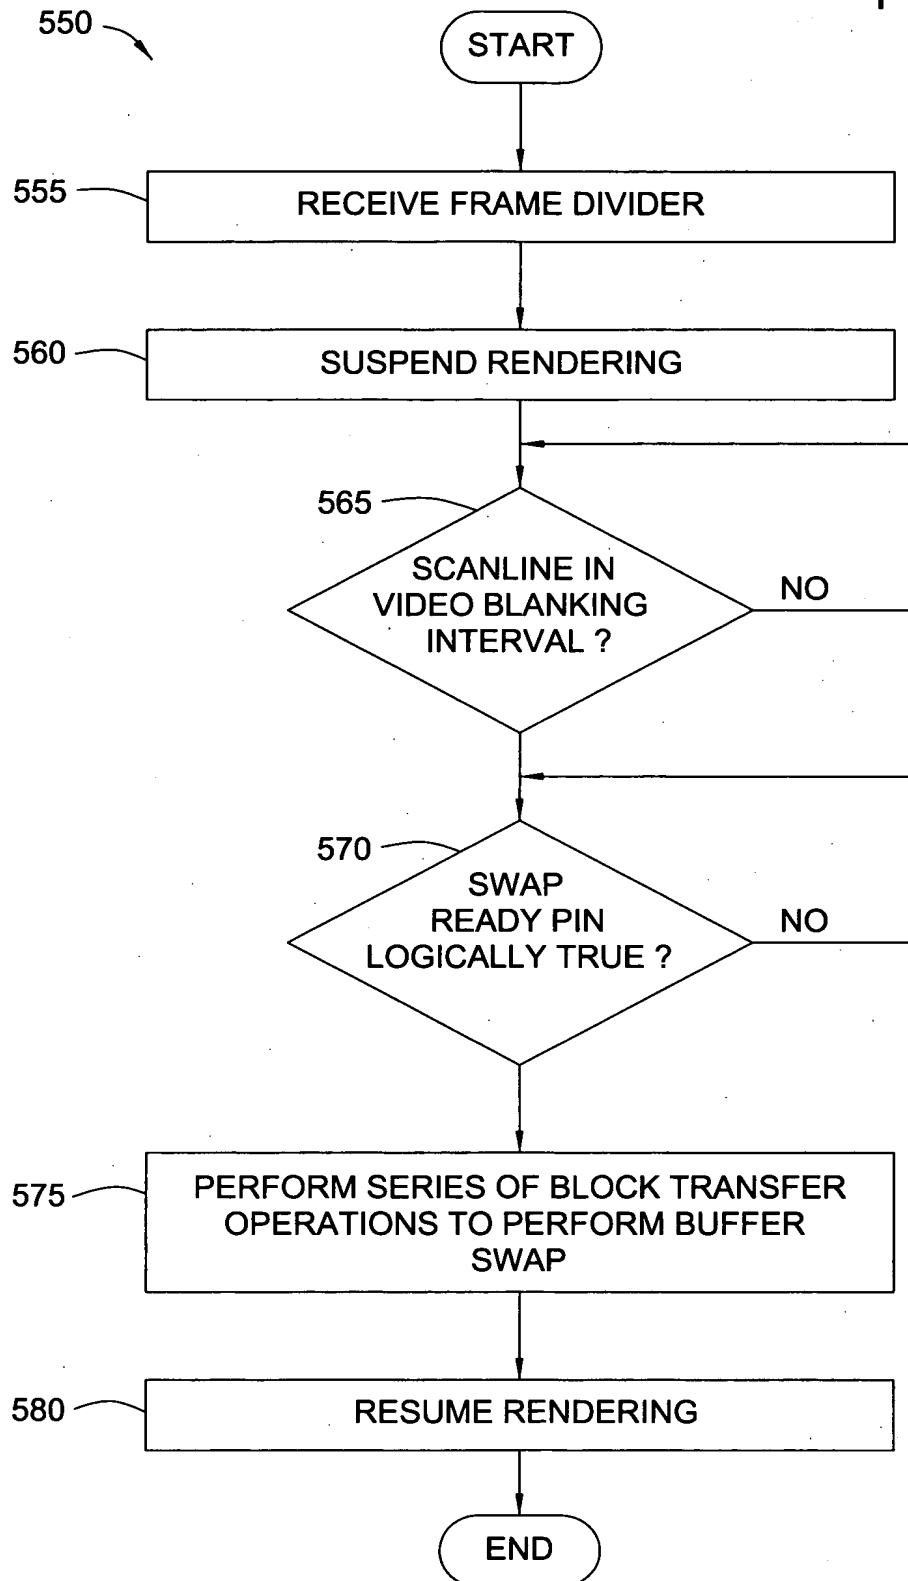 550
START
555
RECEIVE FRAME DIVIDER
560
SUSPEND RENDERING
565
SCANLINE IN
VIDEO BLANKING
INTERVAL ?
NO
570
SWAP
READY PIN
LOGICALLY TRUE ?
NO
575
PERFORM SERIES OF BLOCK TRANSFER
OPERATIONS TO PERFORM BUFFER
SWAP
580
RESUME RENDERING
END